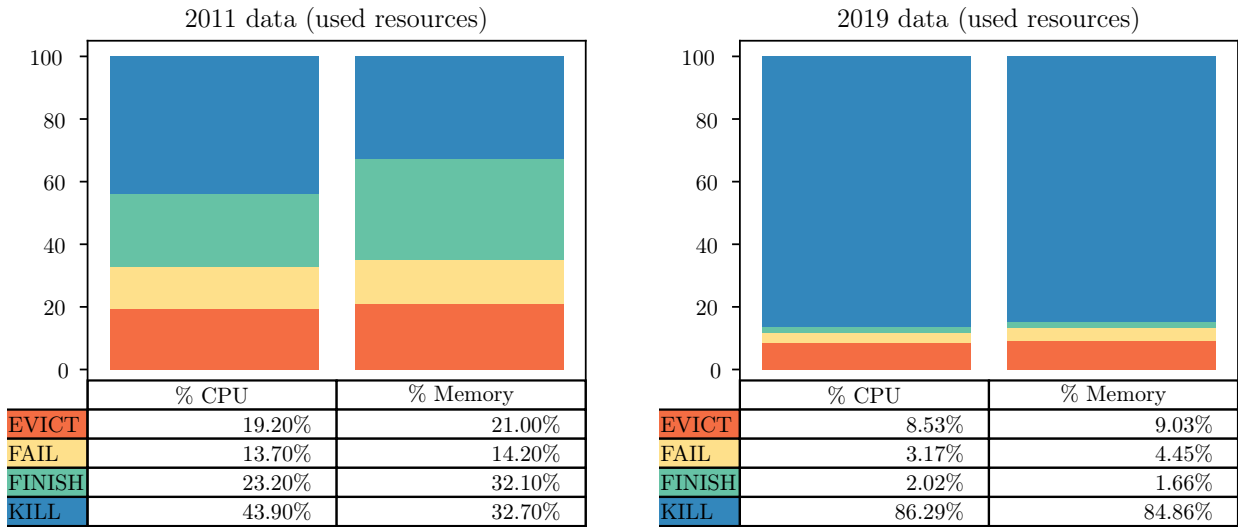 2011 data (used resources)
100
80
60
40
20
0
% CPU % Memory
EVICT 19.20% 21.00%
FAIL 13.70% 14.20%
FINISH 23.20% 32.10%
KILL 43.90% 32.70%
2019 data (used resources)
100
80
60
40
20
0
% CPU % Memory
EVICT 8.53% 9.03%
FAIL 3.17% 4.45%
FINISH 2.02% 1.66%
KILL 86.29% 84.86%